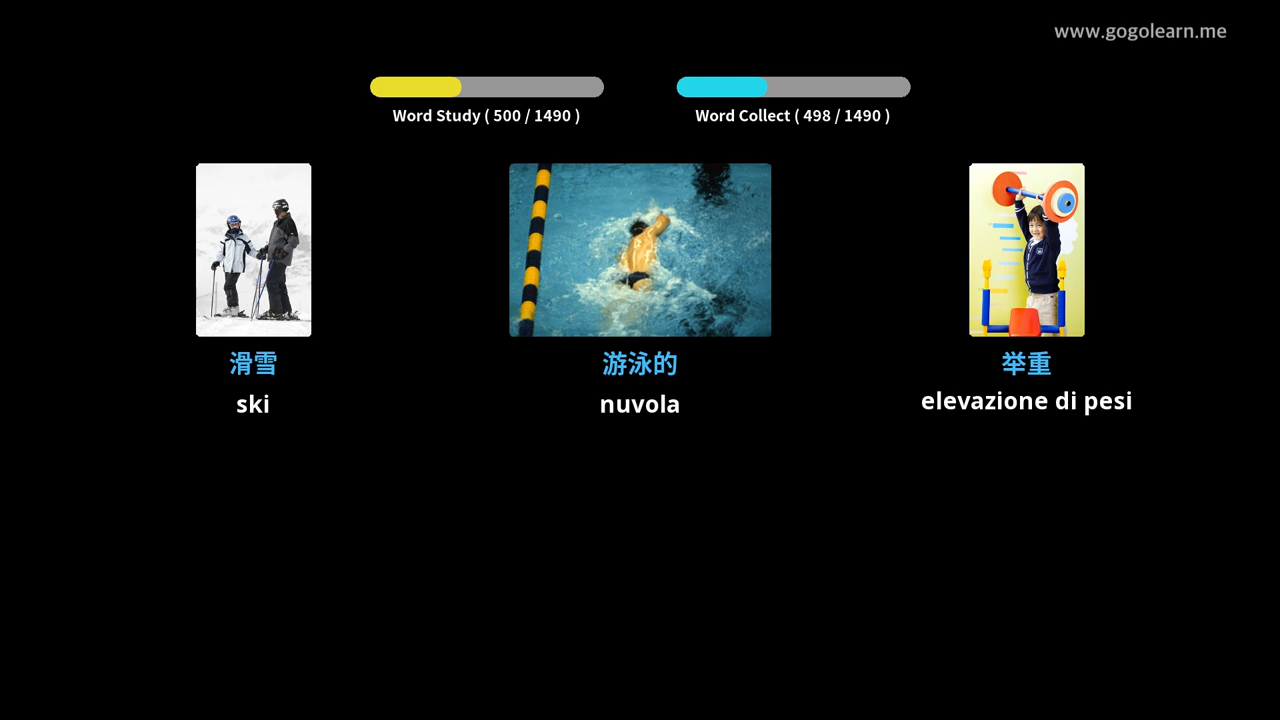 www.gogolearn.me
Word Study ( 500 / 1490 )
Word Collect ( 498 / 1490 )
滑雪
游泳的
举重
ski
nuvola
elevazione di pesi